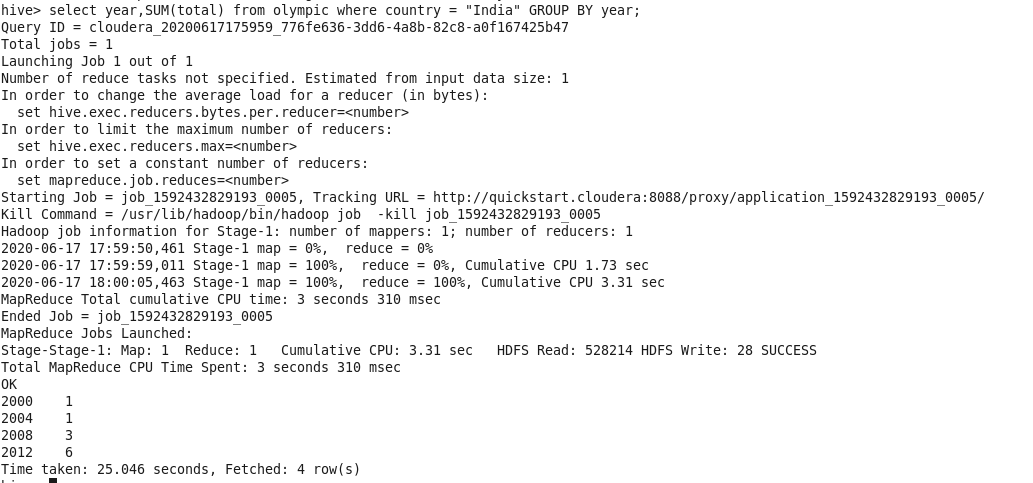 hive> select year,SUM(total) from olympic where country = "India" GROUP BY year;
Query ID = cloudera_20200617175959_776fe636-3dd6-4a8b-82c8-a0f167425b47
Total jobs = 1
Launching Job 1 out of 1
Number of reduce tasks not specified. Estimated from input data size: 1
In order to change the average load for a reducer (in bytes):
  set hive.exec.reducers.bytes.per.reducer=<number>
In order to limit the maximum number of reducers:
  set hive.exec.reducers.max=<number>
In order to set a constant number of reducers:
  set mapreduce.job.reduces=<number>
Starting Job = job_1592432829193_0005, Tracking URL = http://quickstart.cloudera:8088/proxy/application_1592432829193_0005/
Kill Command = /usr/lib/hadoop/bin/hadoop job  -kill job_1592432829193_0005
Hadoop job information for Stage-1: number of mappers: 1; number of reducers: 1
2020-06-17 17:59:50,461 Stage-1 map = 0%,  reduce = 0%
2020-06-17 17:59:59,011 Stage-1 map = 100%,  reduce = 0%, Cumulative CPU 1.73 sec
2020-06-17 18:00:05,463 Stage-1 map = 100%,  reduce = 100%, Cumulative CPU 3.31 sec
MapReduce Total cumulative CPU time: 3 seconds 310 msec
Ended Job = job_1592432829193_0005
MapReduce Jobs Launched:
Stage-Stage-1: Map: 1  Reduce: 1   Cumulative CPU: 3.31 sec   HDFS Read: 528214 HDFS Write: 28 SUCCESS
Total MapReduce CPU Time Spent: 3 seconds 310 msec
OK
2000    1
2004    1
2008    3
2012    6
Time taken: 25.046 seconds, Fetched: 4 row(s)